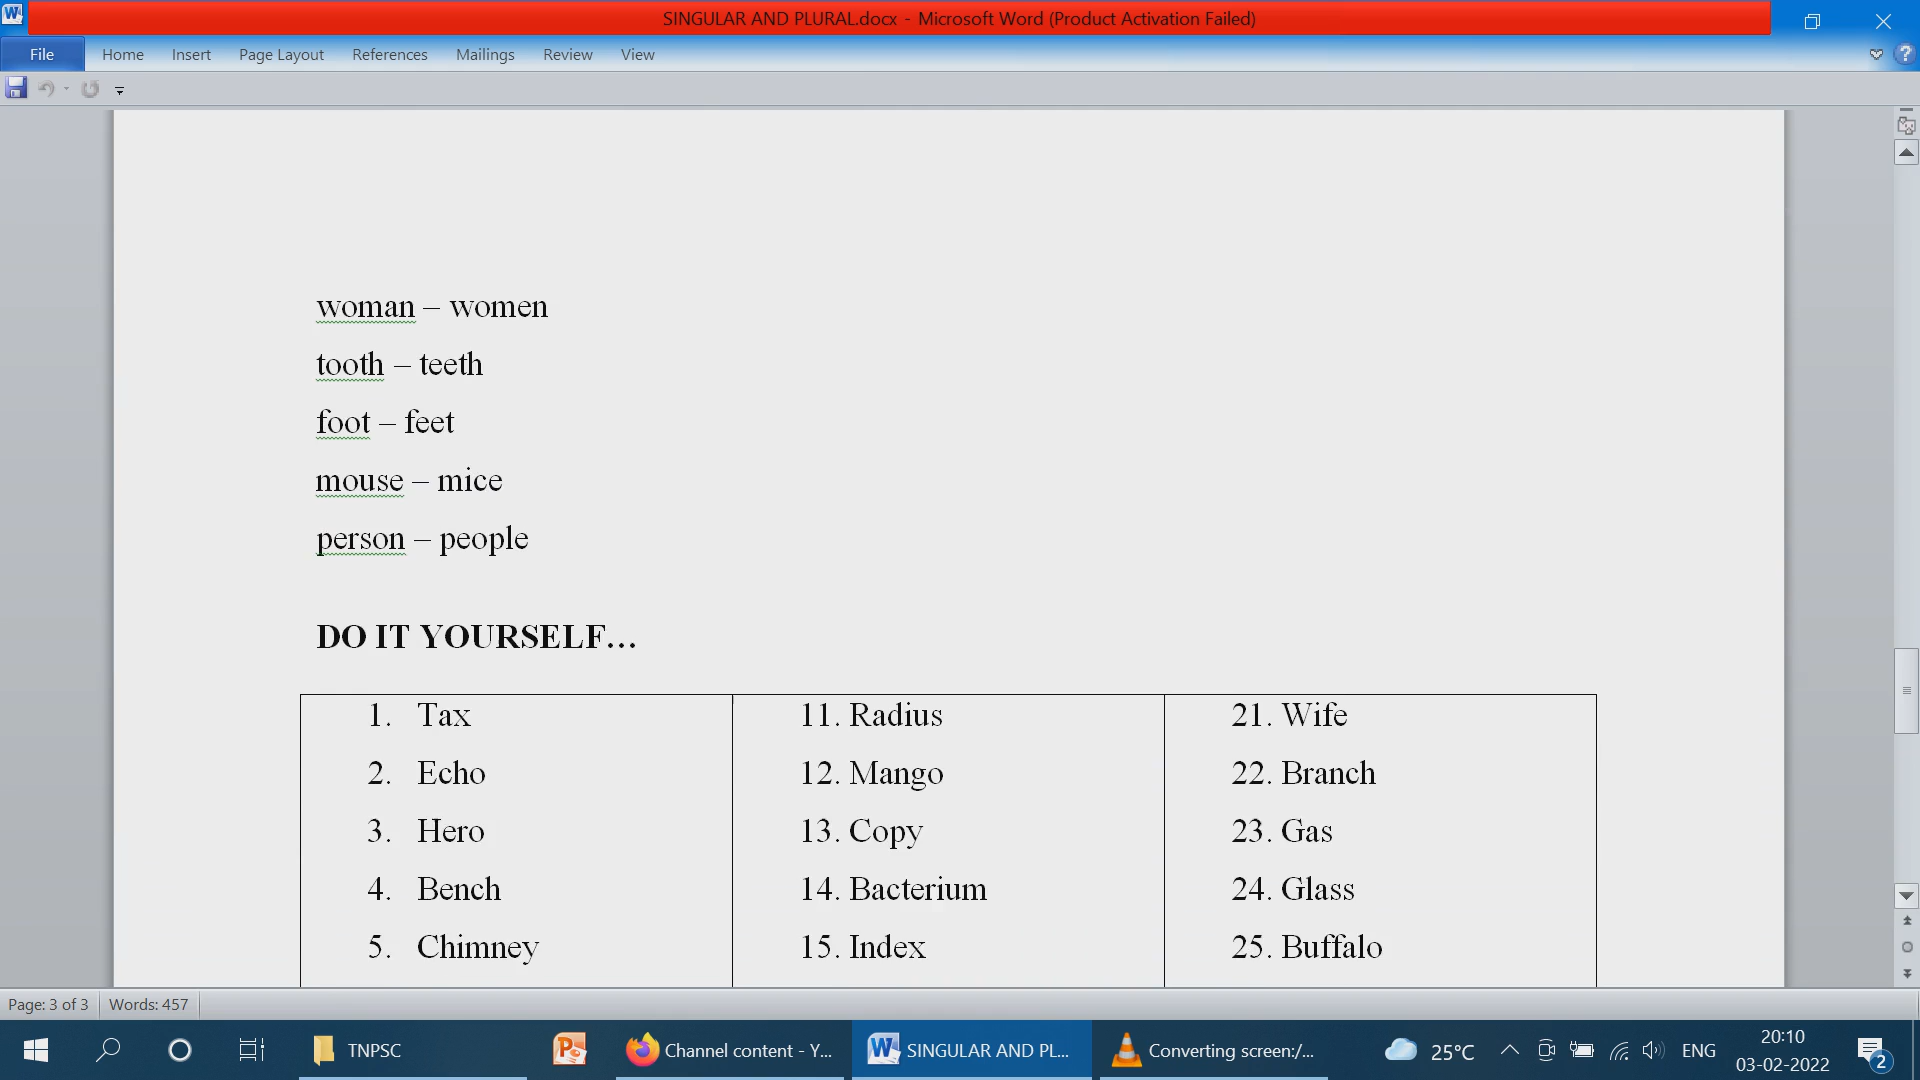 SINGULAR AND PLURAL.docx - Microsoft Word (Product Activation Failed)
File Home Insert Page Layout References Mailings Review View
woman – women
tooth – teeth
foot – feet
mouse – mice
person – people
DO IT YOURSELF…
1. Tax 11. Radius 21. Wife
2. Echo 12. Mango 22. Branch
3. Hero 13. Copy 23. Gas
4. Bench 14. Bacterium 24. Glass
5. Chimney 15. Index 25. Buffalo
Page: 3 of 3 Words: 457
TNPSC Channel content - Y... SINGULAR AND PL... Converting screen:/... 25°C ENG 20:10
03-02-2022 2